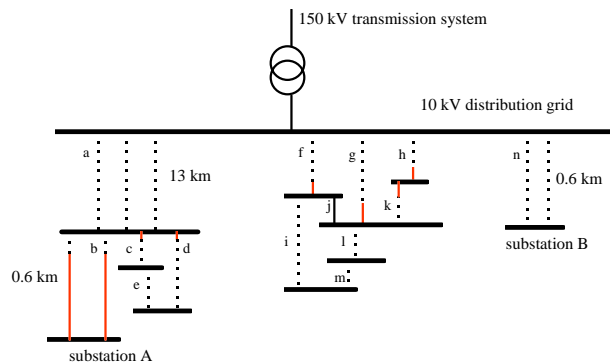 150 kV transmission system
10 kV distribution grid
a
f
g
h
n
13 km
0.6 km
j
k
b
c
d
i
l
substation B
0.6 km
e
m
substation A